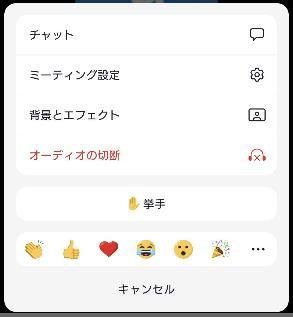 チャット
ミーティング設定
背景とエフェクト
オーディオの切断
✋挙手
👏 👍 ❤️ 😂 😮 🎉 …
キャンセル